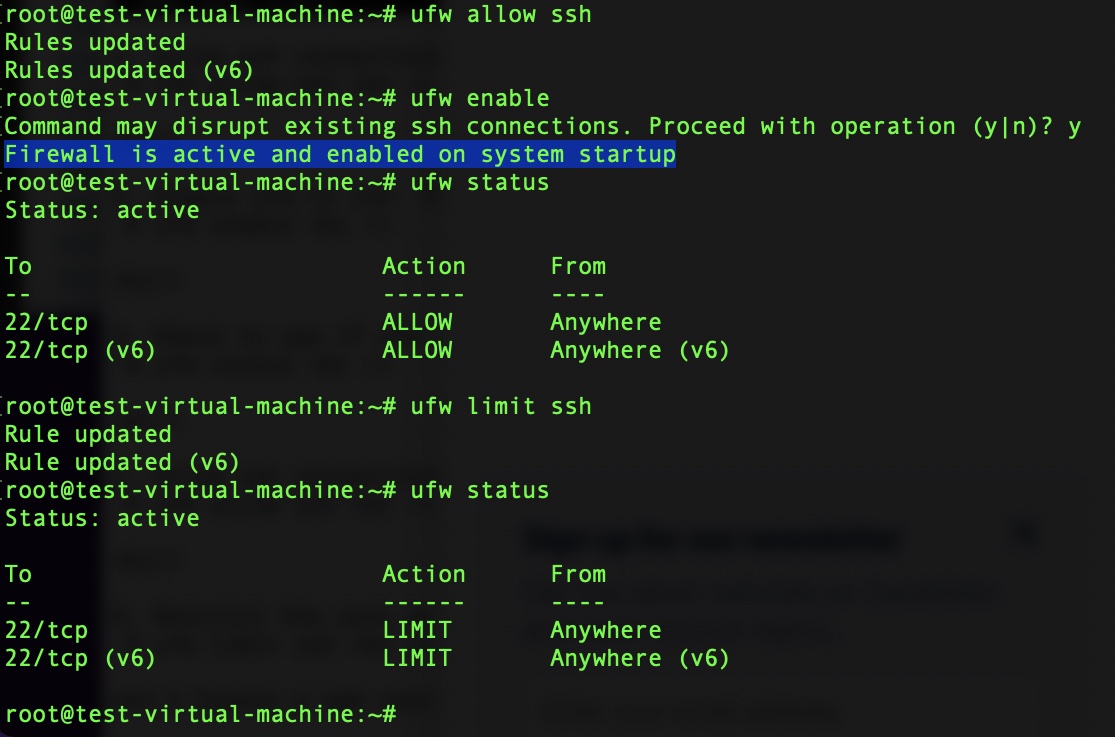 root@test-virtual-machine:~# ufw allow ssh
Rules updated
Rules updated (v6)
root@test-virtual-machine:~# ufw enable
Command may disrupt existing ssh connections. Proceed with operation (y|n)? y
Firewall is active and enabled on system startup
root@test-virtual-machine:~# ufw status
Status: active
To                         Action      From
--                         ------      ----
22/tcp                     ALLOW       Anywhere
22/tcp (v6)                ALLOW       Anywhere (v6)
root@test-virtual-machine:~# ufw limit ssh
Rule updated
Rule updated (v6)
root@test-virtual-machine:~# ufw status
Status: active
To                         Action      From
--                         ------      ----
22/tcp                     LIMIT       Anywhere
22/tcp (v6)                LIMIT       Anywhere (v6)
root@test-virtual-machine:~#